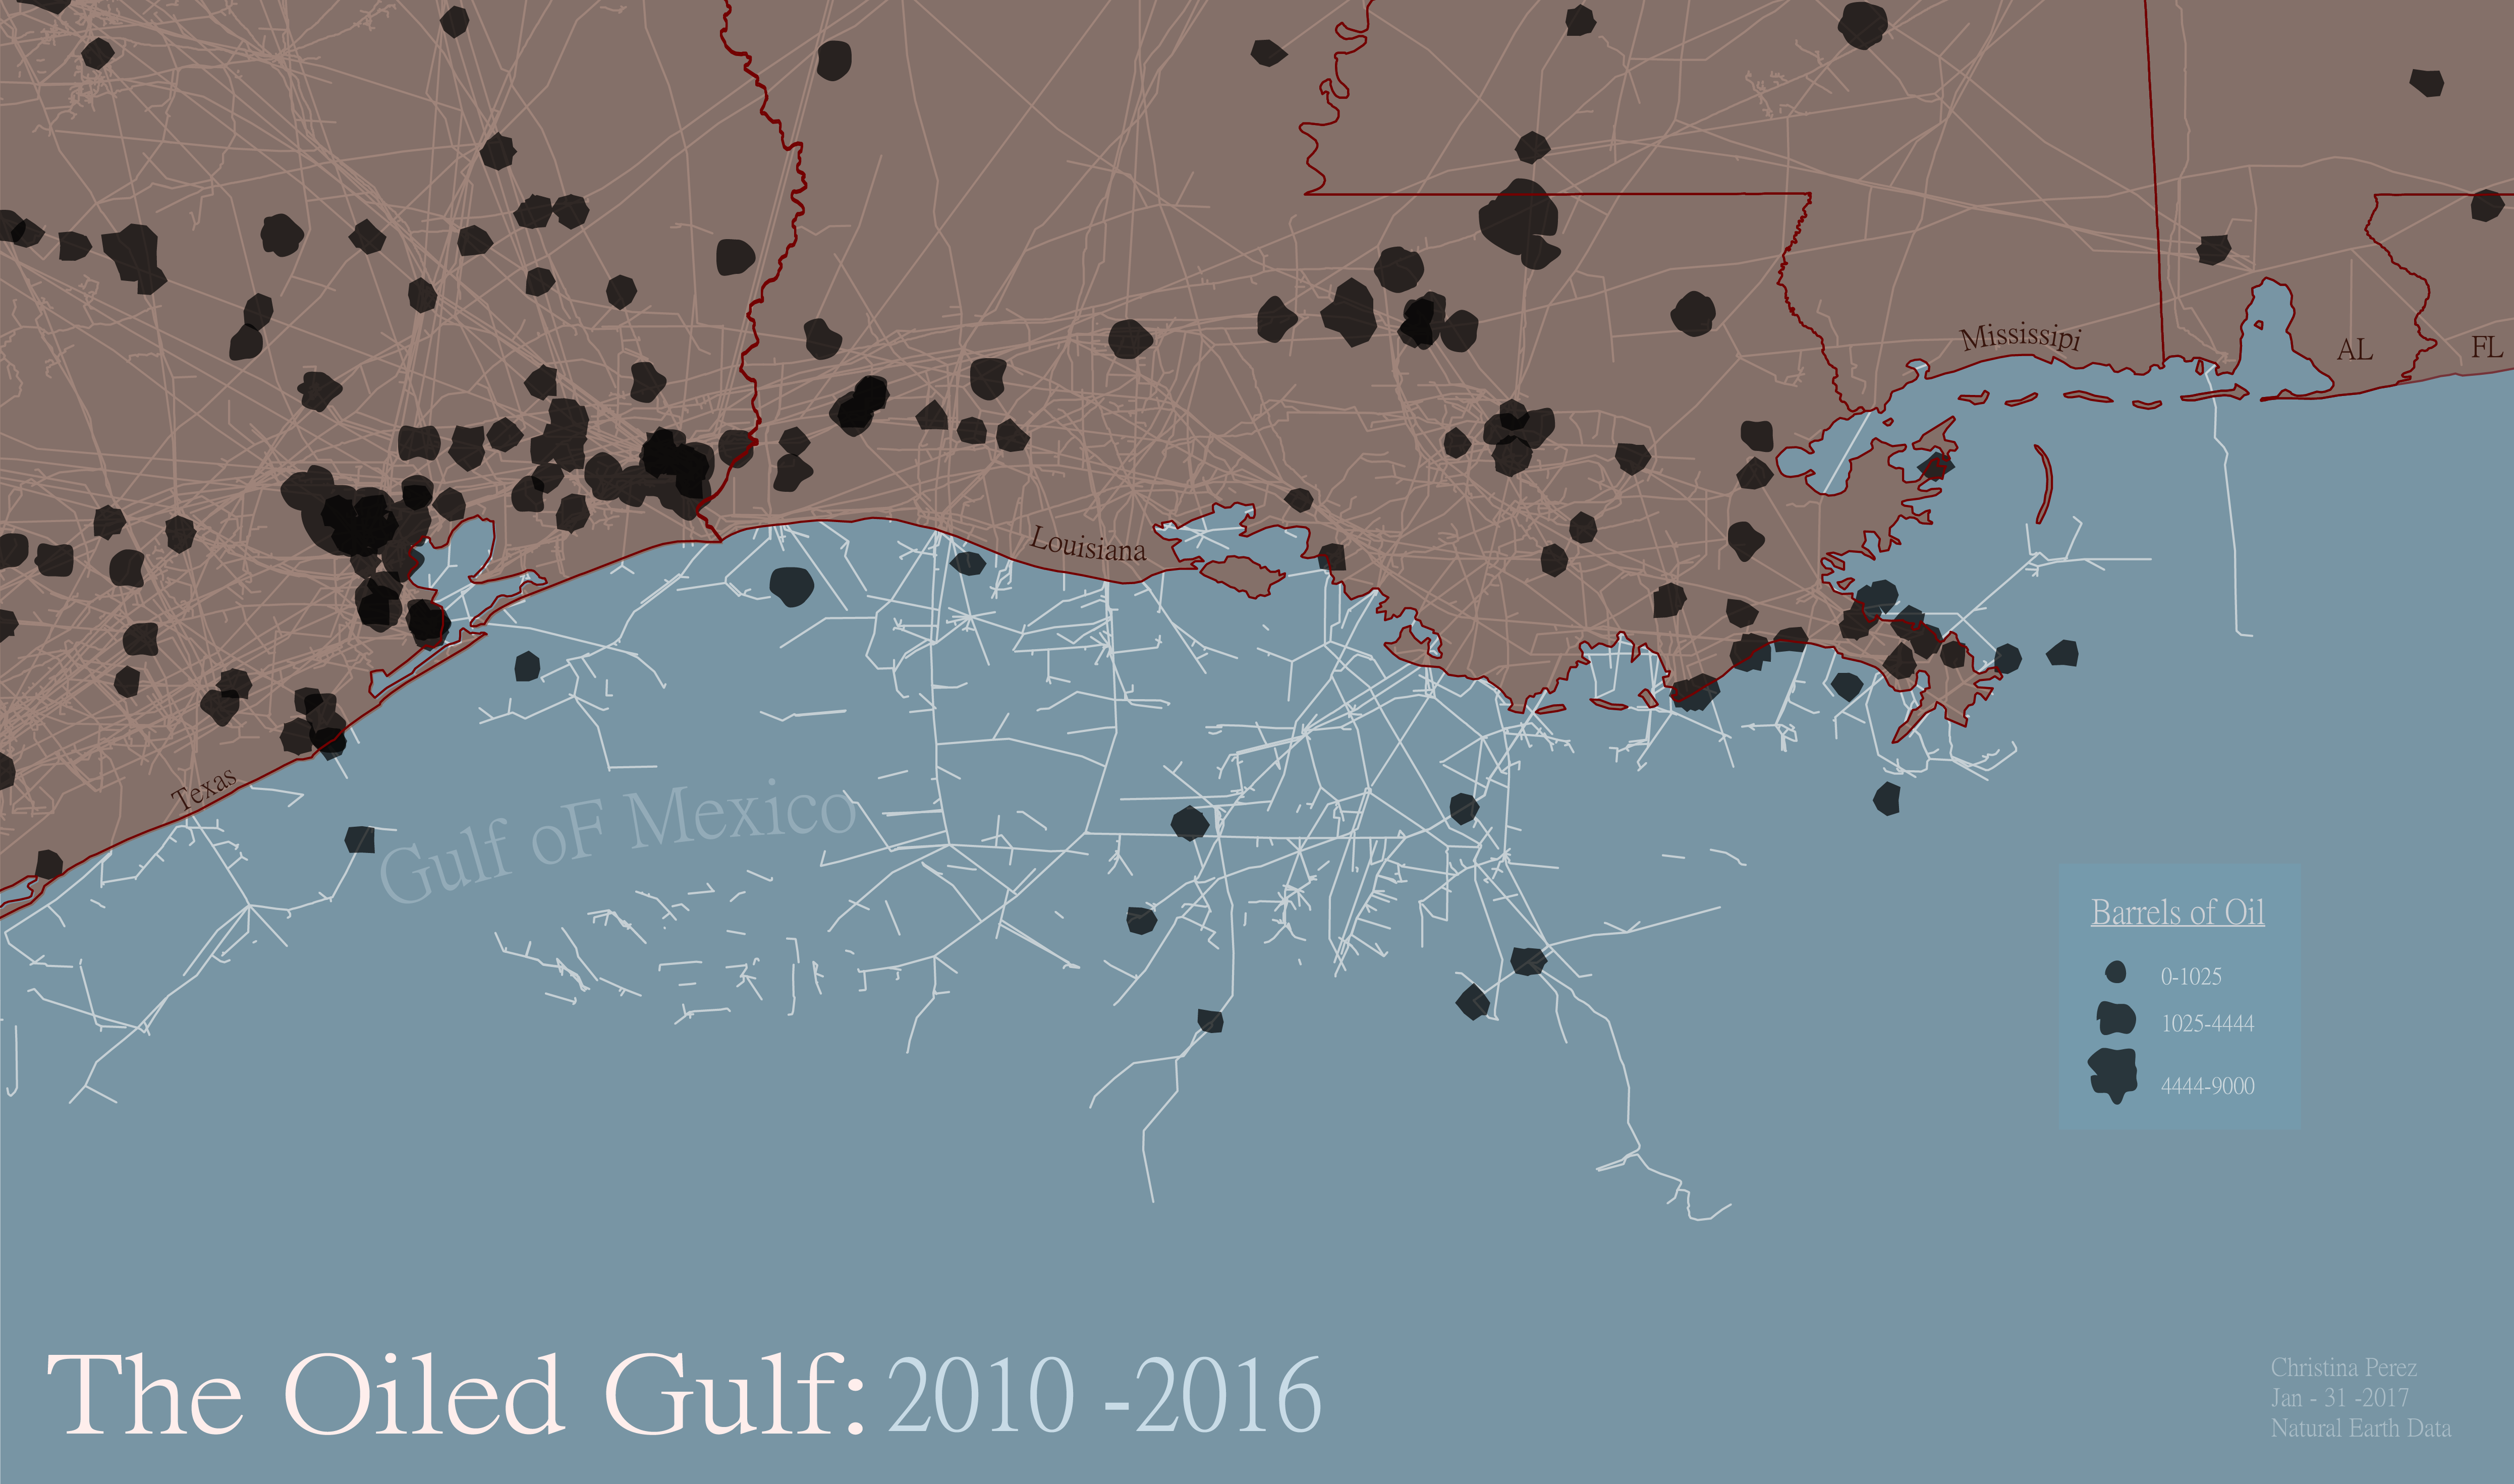 Mississipi
AL
FL
Louisiana
Texas
Gulf oF Mexico
Barrels of Oil
0-1025
1025-4444
4444-9000
The Oiled Gulf: 2010 -2016
Christina Perez
Jan - 31 -2017
Natural Earth Data